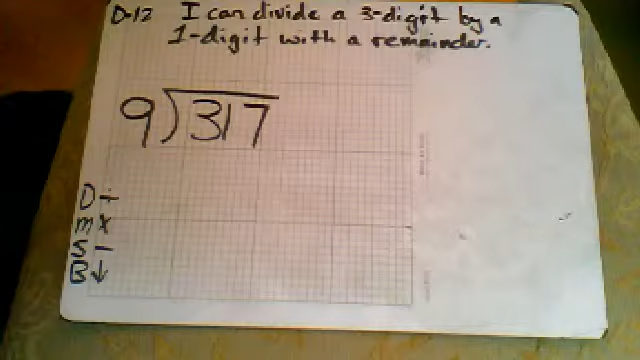 D-12 I can divide a 3-digit by a
1-digit with a remainder.
9)317
D ÷
m x
S -
B ↓